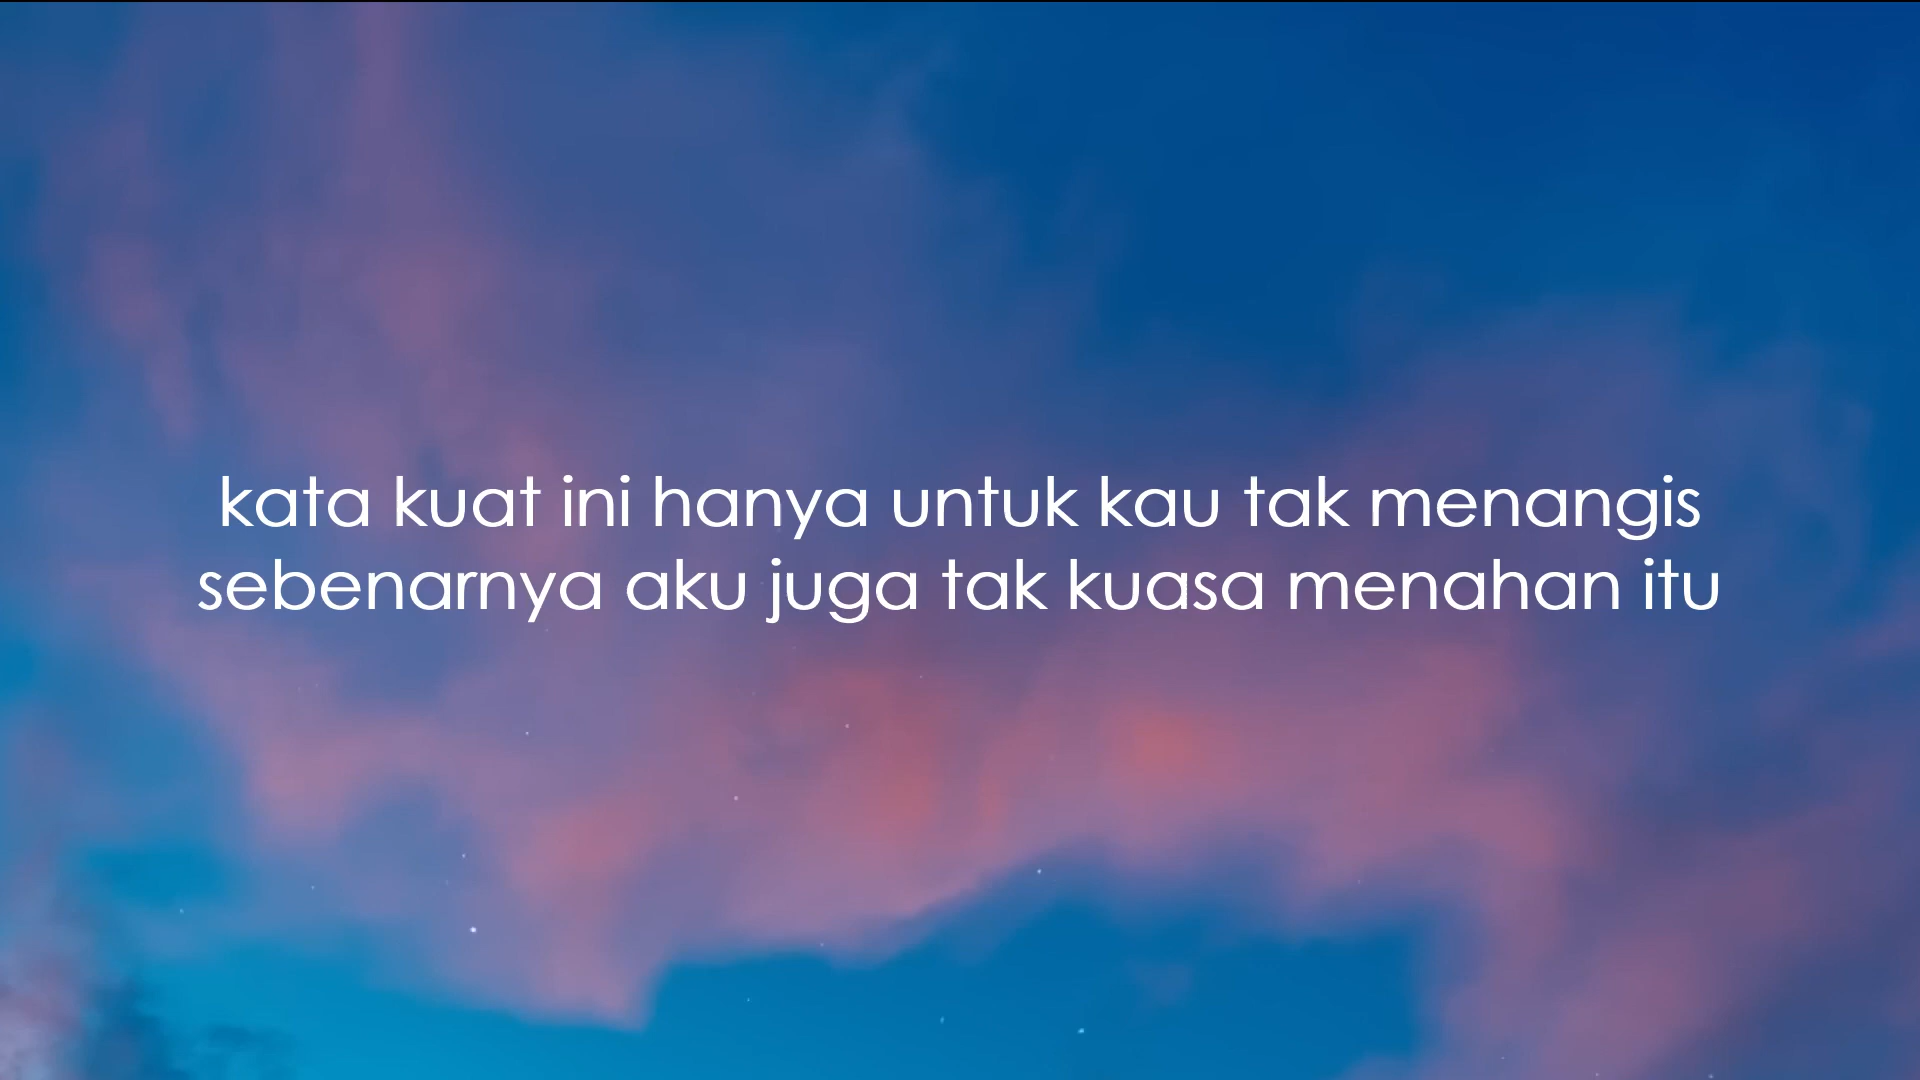 kata kuat ini hanya untuk kau tak menangis
sebenarnya aku juga tak kuasa menahan itu